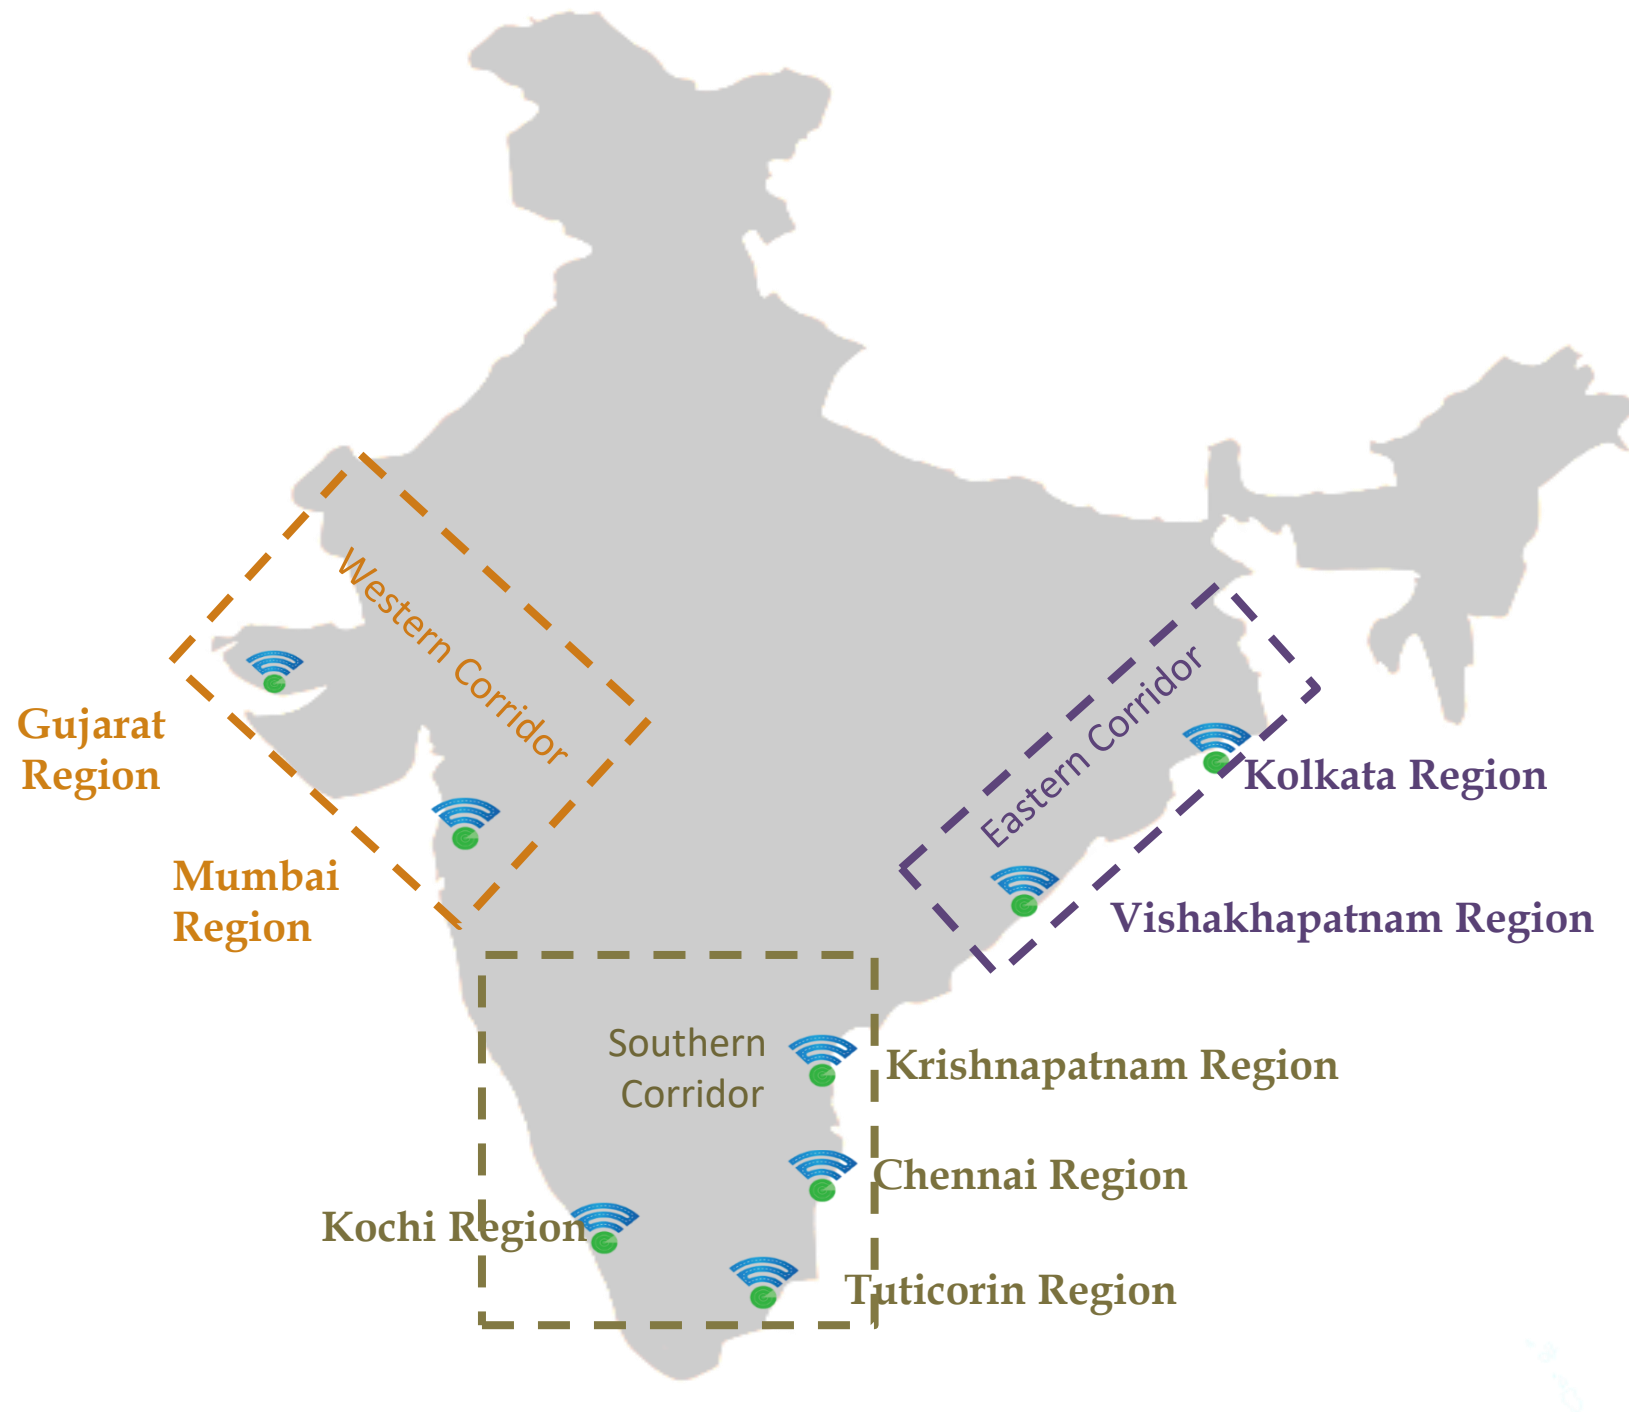 Western Corridor
Gujarat
Region
Mumbai
Region
Eastern Corridor
Kolkata Region
Vishakhapatnam Region
Southern
Corridor
Krishnapatnam Region
Chennai Region
Kochi Region
Tuticorin Region